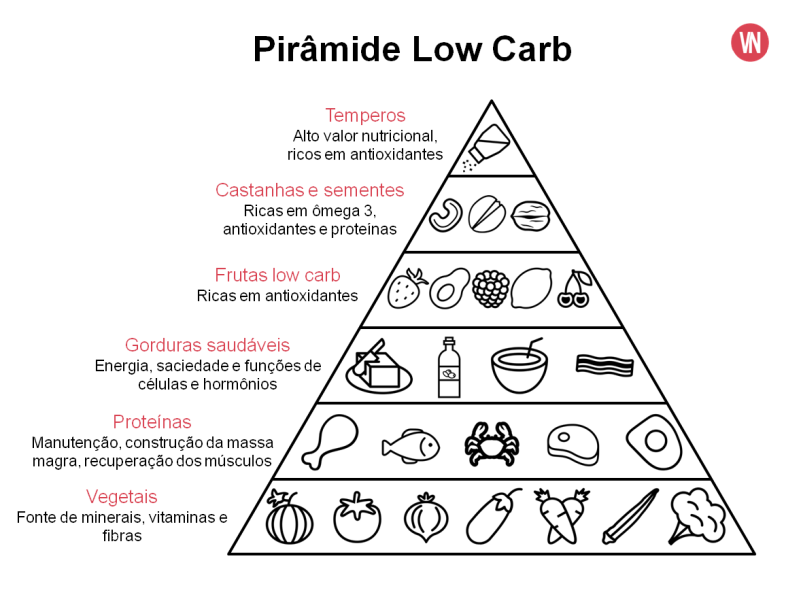 Pirâmide Low Carb
VN
Temperos
Alto valor nutricional,
ricos em antioxidantes
Castanhas e sementes
Ricas em ômega 3,
antioxidantes e proteinas
Frutas low carb
Ricas em antioxidantes
Gorduras saudáveis
Energia, saciedade e funções de
células e hormônios
Proteínas
Manutenção, construção da massa
magra, recuperação dos músculos
Vegetais
Fonte de minerais, vitaminas e
fibras